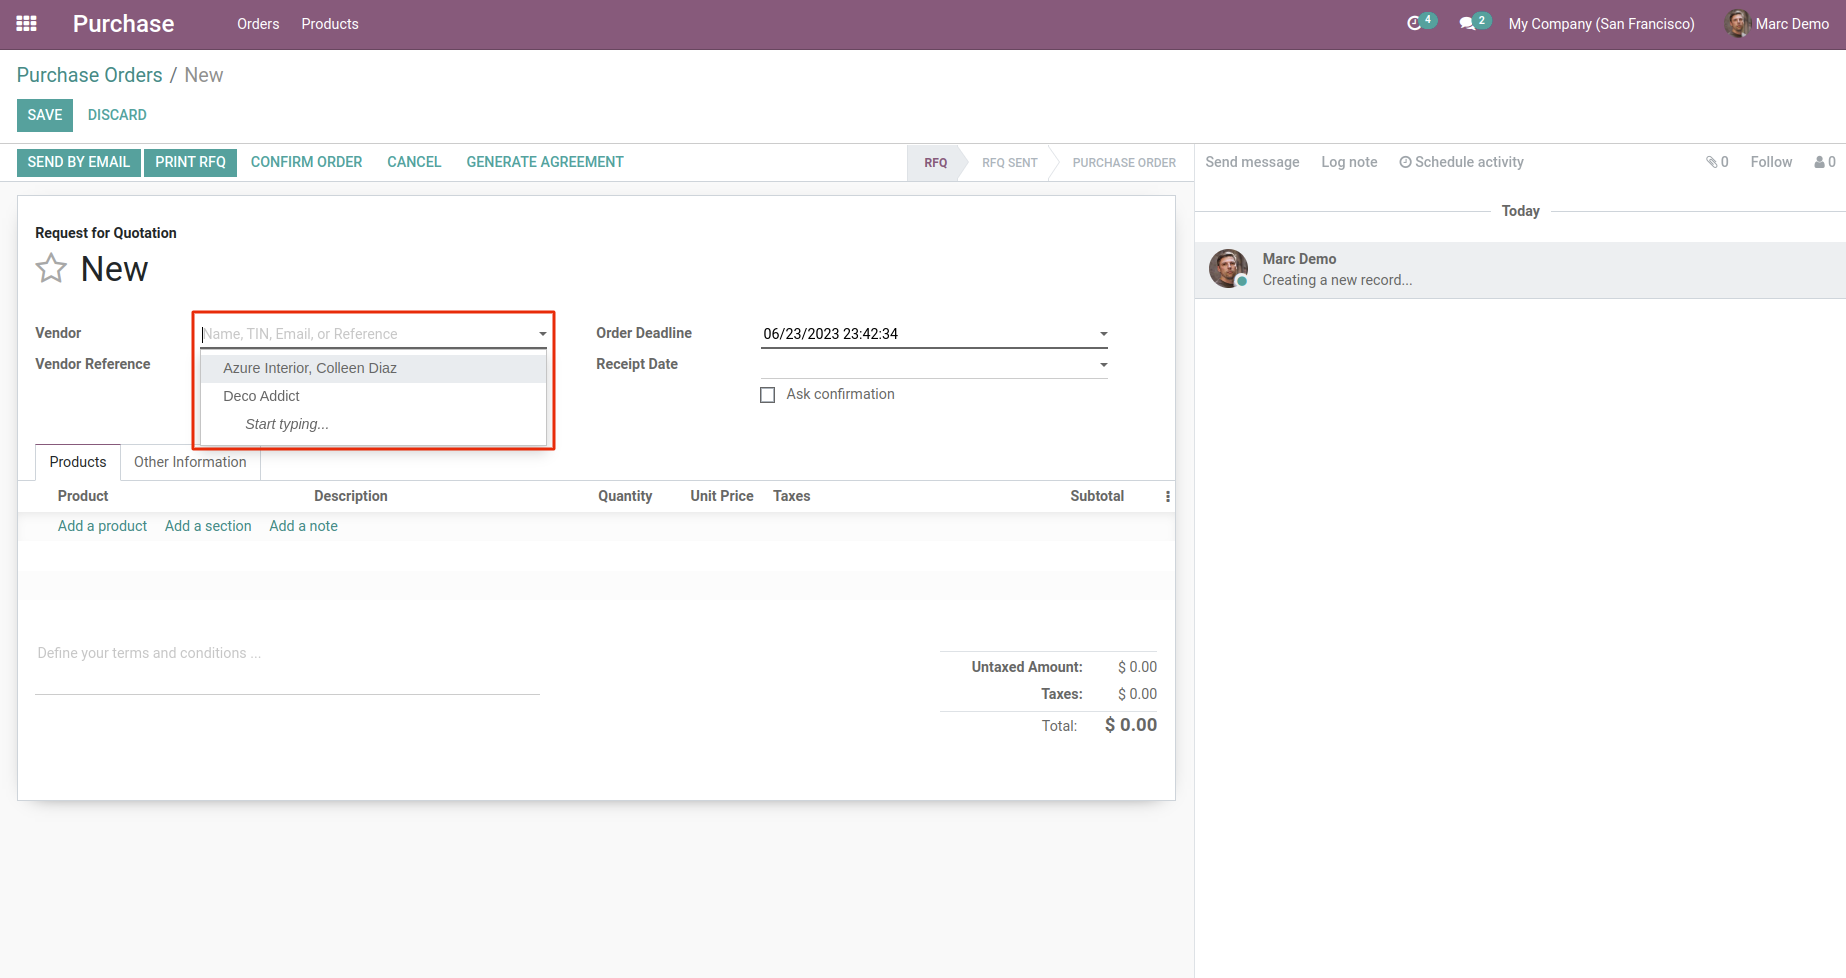 Purchase Orders Products 4 2 My Company (San Francisco) Marc Demo
Purchase Orders / New
SAVE DISCARD
SEND BY EMAIL PRINT RFQ CONFIRM ORDER CANCEL GENERATE AGREEMENT RFQ RFQ SENT PURCHASE ORDER Send message Log note Schedule activity 0 Follow 0
Today
Request for Quotation
New
Marc Demo
Creating a new record...
Vendor Name, TIN, Email, or Reference Order Deadline 06/23/2023 23:42:34
Vendor Reference Azure Interior, Colleen Diaz Receipt Date
Deco Addict Ask confirmation
Start typing...
Products Other Information
Product Description Quantity Unit Price Taxes Subtotal
Add a product Add a section Add a note
Define your terms and conditions ...
Untaxed Amount: $ 0.00
Taxes: $ 0.00
Total: $ 0.00